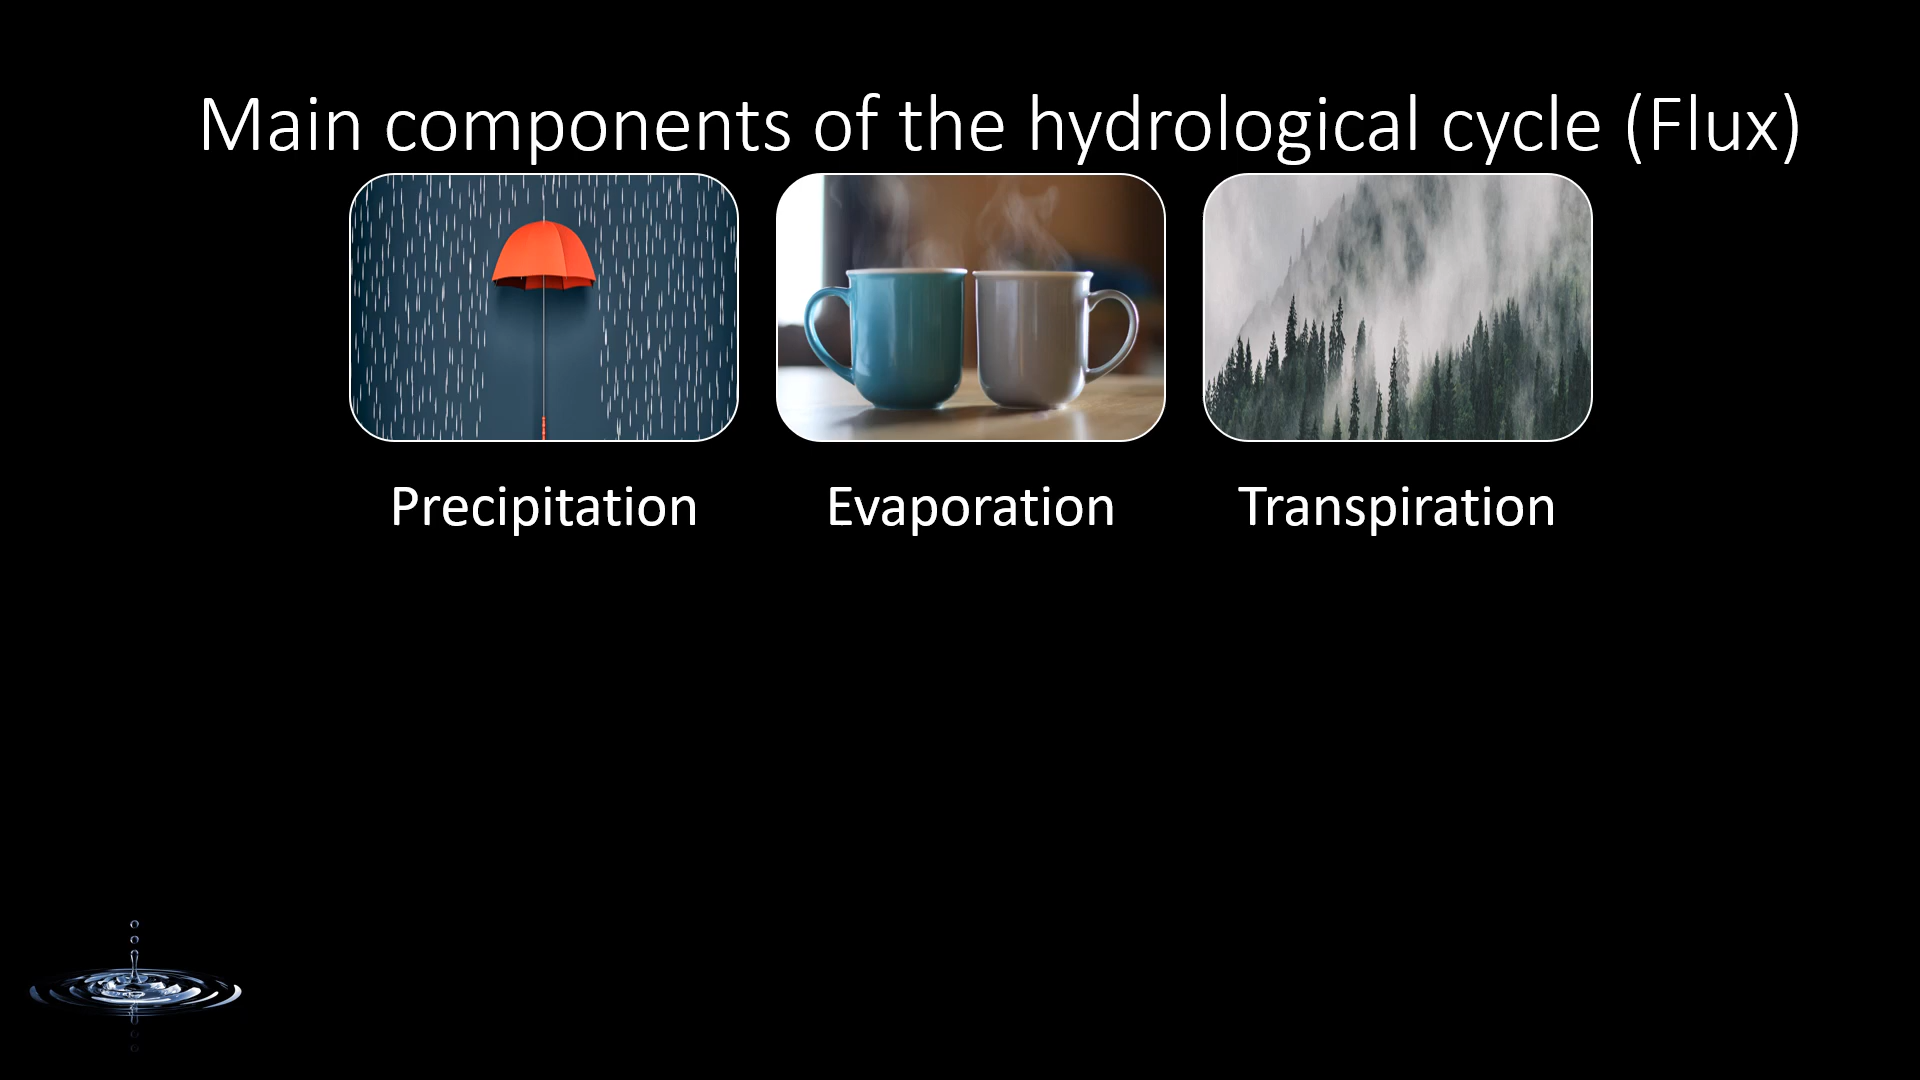 Main components of the hydrological cycle (Flux)
Precipitation
Evaporation
Transpiration